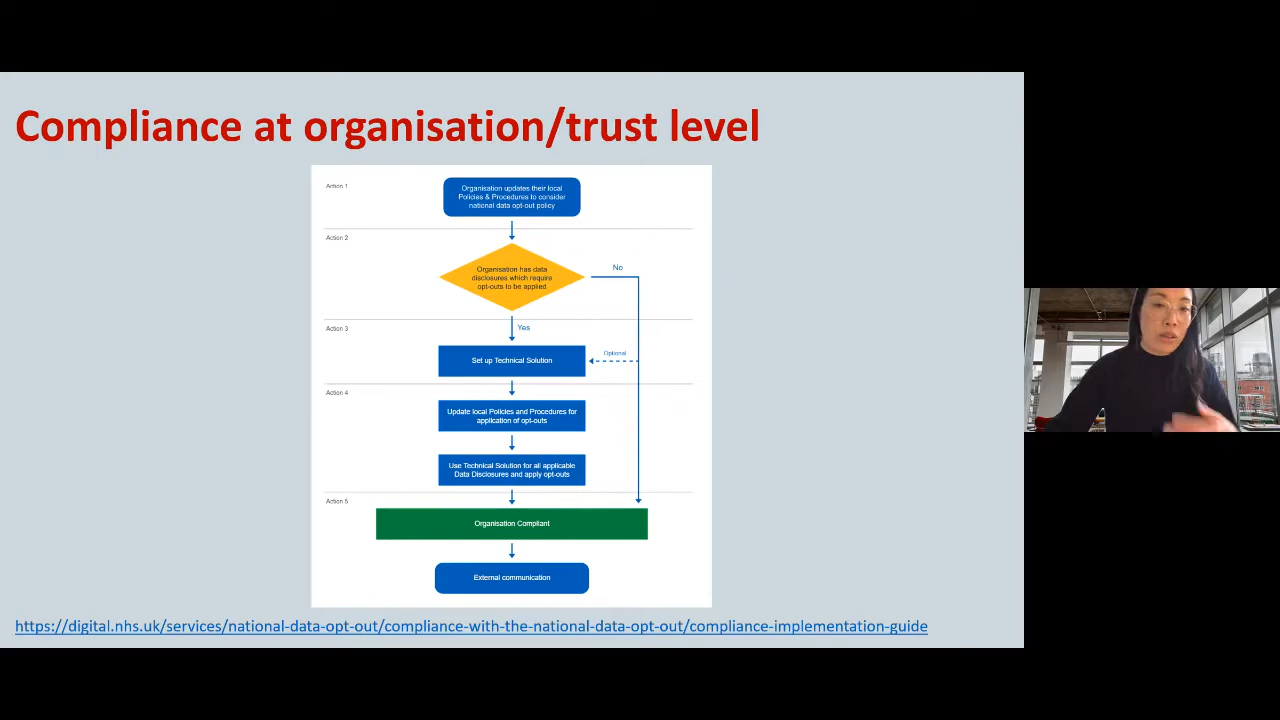 Compliance at organisation/trust level
Action 1
Organisation updates their local
Policies & Procedures to consider
national data opt-out policy
Action 2
Organisation has data
disclosures which require
opt-outs to be applied
No
Action 3
Yes
Set up Technical Solution
Optional
Action 4
Update local Policies and Procedures for
application of opt-outs
Use Technical Solution for all applicable
Data Disclosures and apply opt-outs
Action 5
Organisation Compliant
External communication
https://digital.nhs.uk/services/national-data-opt-out/compliance-with-the-national-data-opt-out/compliance-implementation-guide